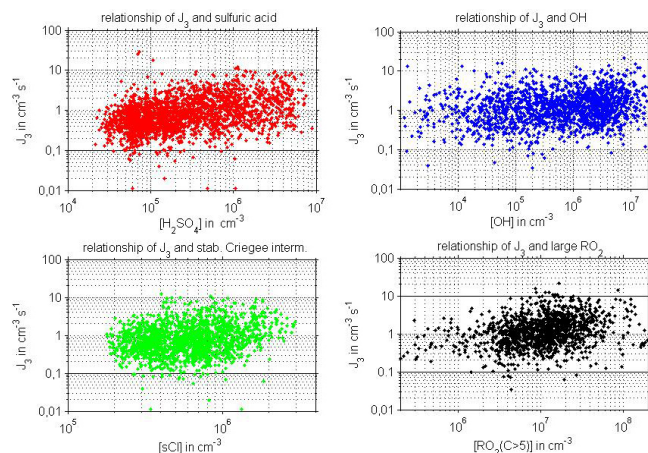 relationship of J3 and sulfuric acid
100
10
1
0,1
0,01
J3 in cm-3 s-1
10^4 10^5 10^6 10^7
[H2SO4] in cm-3
relationship of J3 and OH
100
10
1
0,1
0,01
J3 in cm-3 s-1
10^4 10^5 10^6 10^7
[OH] in cm-3
relationship of J3 and stab. Criegee interm.
100
10
1
0,1
0,01
J3 in cm-3 s-1
10^5 10^6
[sCI] in cm-3
relationship of J3 and large RO2
100
10
1
0,1
0,01
J3 in cm-3 s-1
10^6 10^7 10^8
[RO2(C>5)] in cm-3